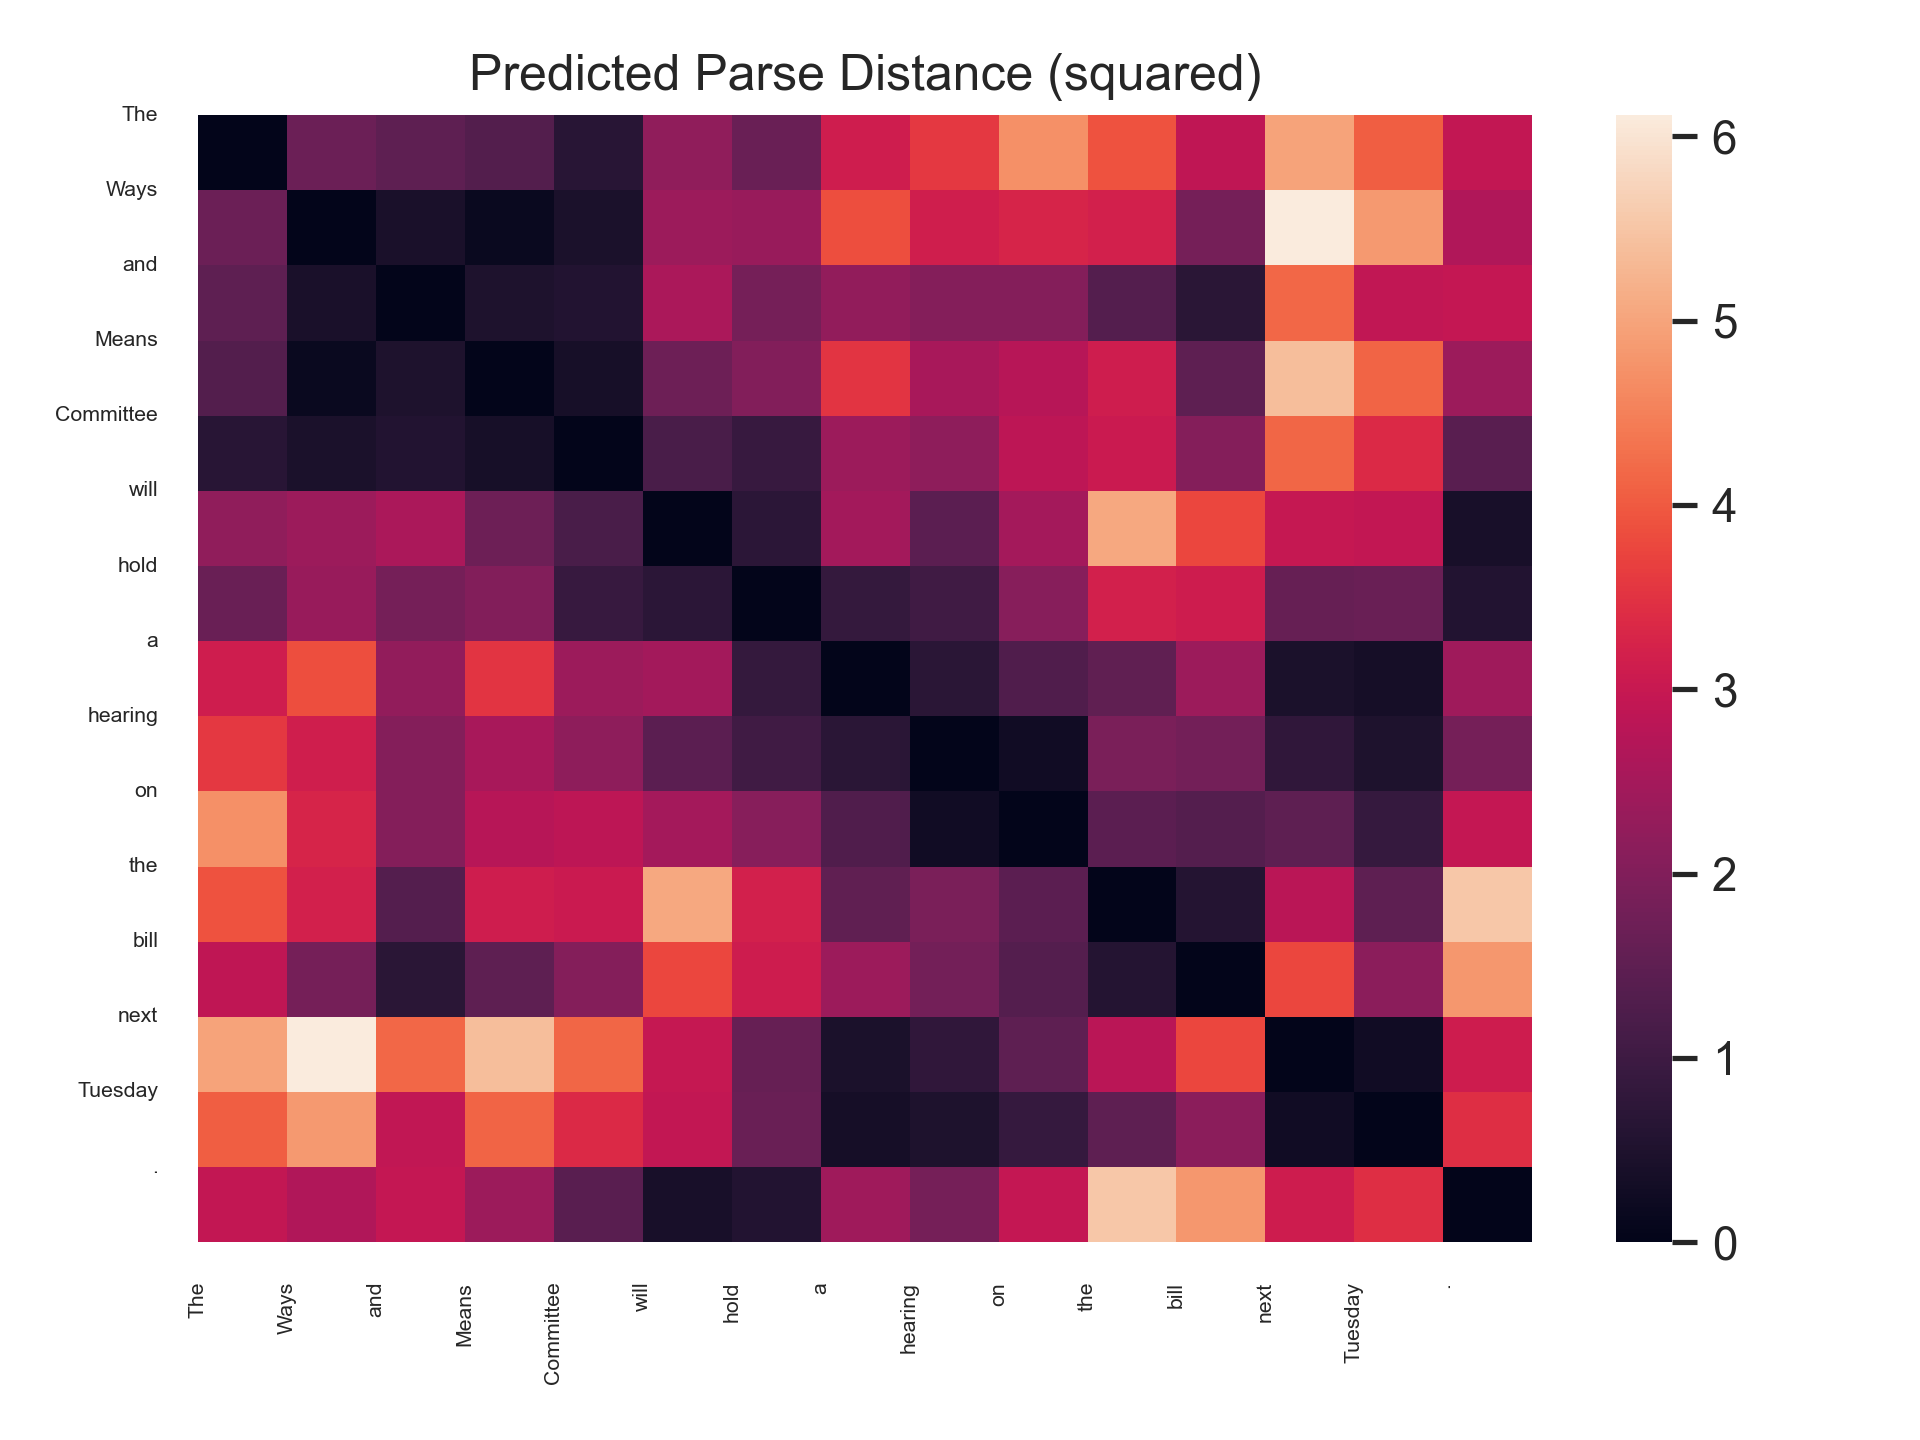 Predicted Parse Distance (squared)
The
Ways
and
Means
Committee
will
hold
a
hearing
on
the
bill
next
Tuesday
.
6
5
4
3
2
1
0
The
Ways
and
Means
Committee
will
hold
a
hearing
on
the
bill
next
Tuesday
.